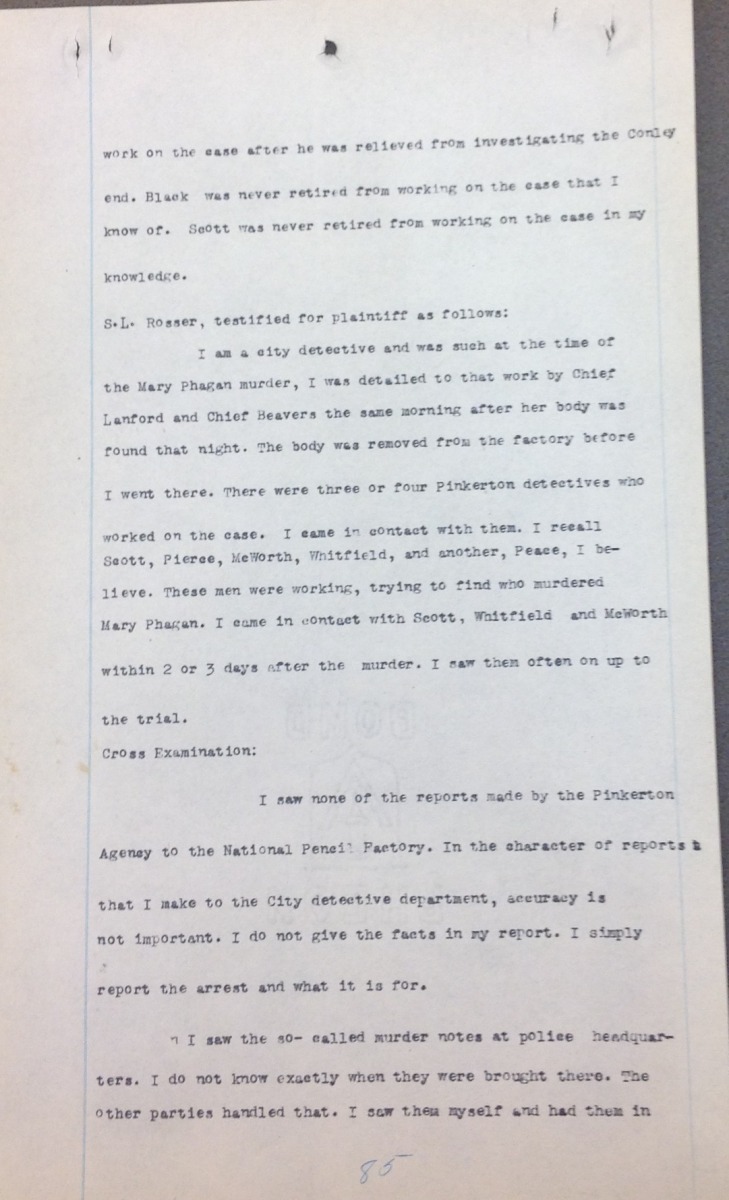 work on the case after he was relieved from investigating the Conley
end. Black was never retired from working on the case that I
know of. Scott was never retired from working on the case in my
knowledge.
S.L. Rosser, testified for plaintiff as follows:
I am a city detective and was such at the time of
the Mary Phagan murder, I was detailed to that work by Chief
Lanford and Chief Beavers the same morning after her body was
found that night. The body was removed from the factory before
I went there. There were three or four Pinkerton detectives who
worked on the case. I came in contact with them. I recall
Scott, Pierce, McWorth, Whitfield, and another, Peace, I be-
lieve. These men were working, trying to find who murdered
Mary Phagan. I came in contact with Scott, Whitfield and McWorth
within 2 or 3 days after the murder. I saw them often on up to
the trial.
Cross Examination:
I saw none of the reports made by the Pinkerton
Agency to the National Pencil Factory. In the character of reports
that I make to the City detective department, accuracy is
not important. I do not give the facts in my report. I simply
report the arrest and what it is for.
I saw the so- called murder notes at police headquar-
ters. I do not know exactly when they were brought there. The
other parties handled that. I saw them myself and had them in
85